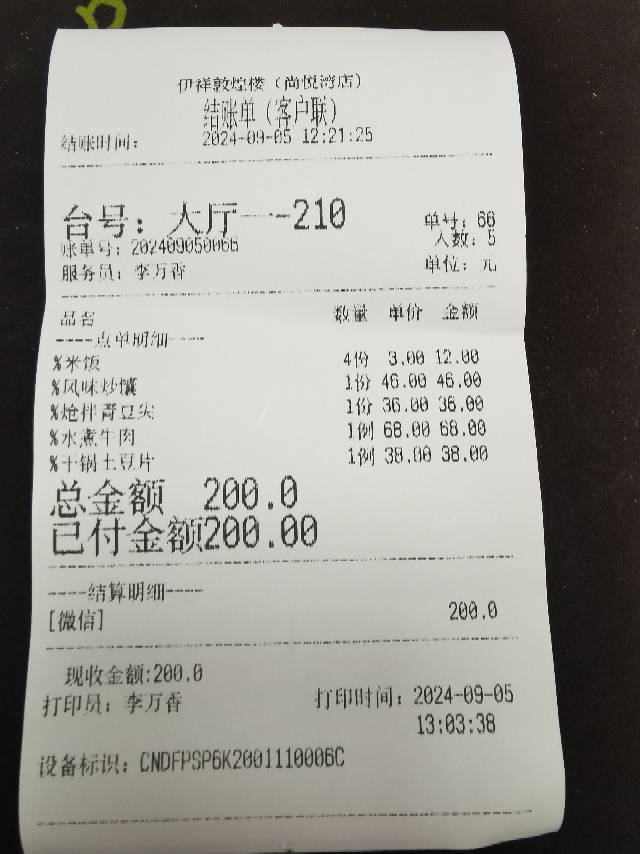 伊祥敦煌楼（尚悦湾店）
结账单（客户联）
结账时间： 2024-09-05 12:21:25
台号：大厅--210
单号：66
账单号：202409050066
人数：5
服务员：李万香
单位：元
品名 数量 单价 金额
----点单明细----
%米饭 4份 3.00 12.00
%风味炒馕 1份 46.00 46.00
%炝拌青豆尖 1份 36.00 36.00
%水煮牛肉 1例 68.00 68.00
%干锅土豆片 1例 38.00 38.00
总金额 200.0
已付金额200.00
----结算明细----
[微信] 200.0
现收金额:200.0
打印员：李万香 打印时间：2024-09-05
13:03:38
设备标识：CNDFPSP6K2001110006C